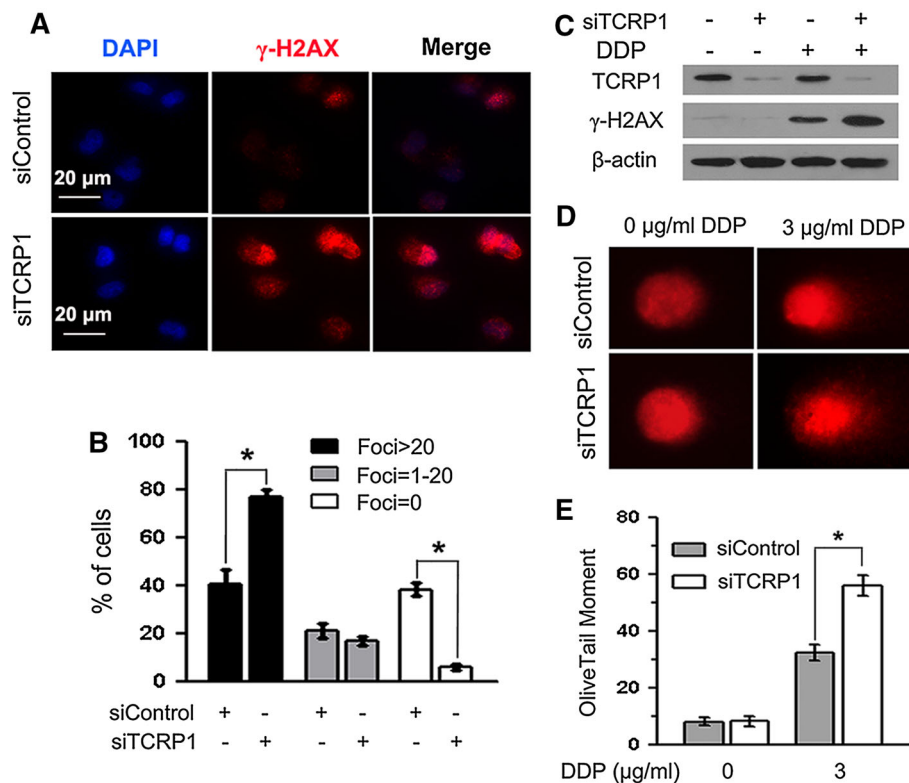 A
DAPI γ-H2AX Merge
siControl
20 µm
siTCRP1
20 µm
B
% of cells
100
80
60
40
20
0
Foci>20
Foci=1-20
Foci=0
*
*
siControl + - + - + -
siTCRP1 - + - + - +
C
siTCRP1 - + - +
DDP - - + +
TCRP1
γ-H2AX
β-actin
D
0 µg/ml DDP 3 µg/ml DDP
siControl
siTCRP1
E
OliveTail Moment
80
60
40
20
0
siControl
siTCRP1
*
0 3
DDP (µg/ml)